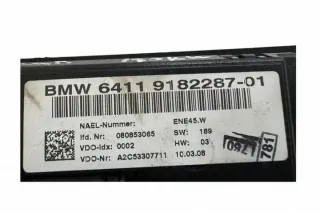 BMW 6411 9182287-01
NAEL-Nummer: ENE45.W
lfd. Nr: 080853065 SW: 189
VDO-Idx: 0002 HW: 03
VDO-Nr: A2C53307711 10.03.08
781